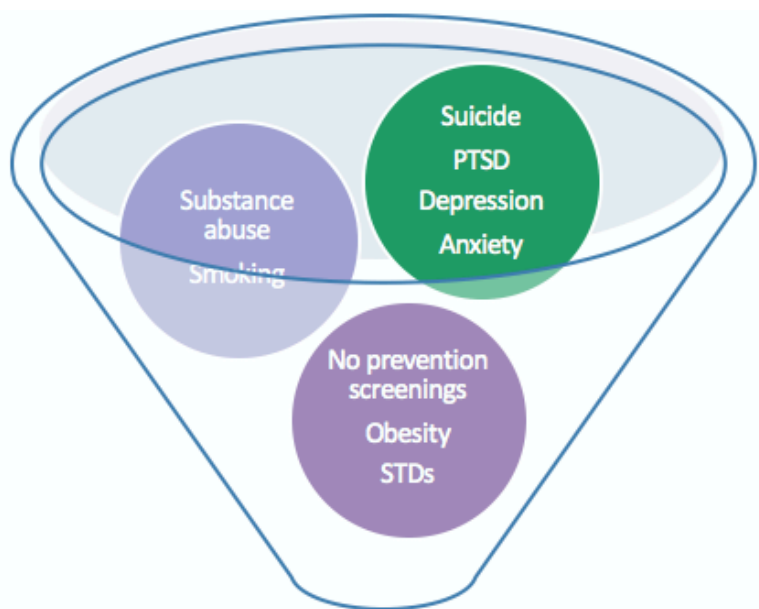 Suicide
PTSD
Depression
Anxiety
Substance
abuse
Smoking
No prevention
screenings
Obesity
STDs